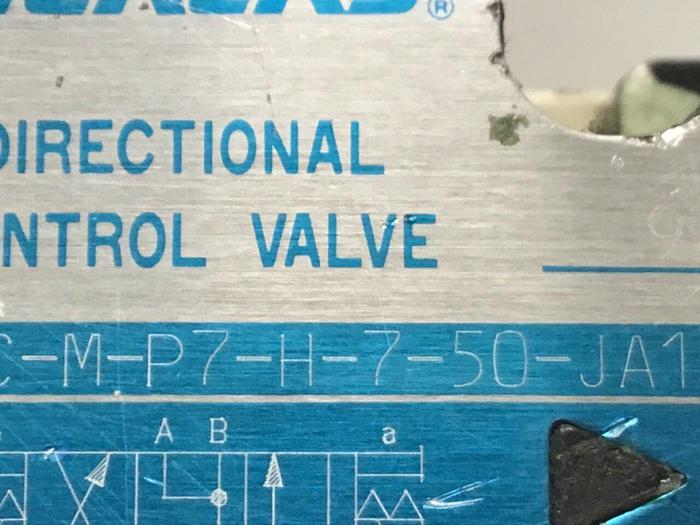 ®
DIRECTIONAL
NTROL VALVE
C-M-P7-H-7-50-JA1
A B a